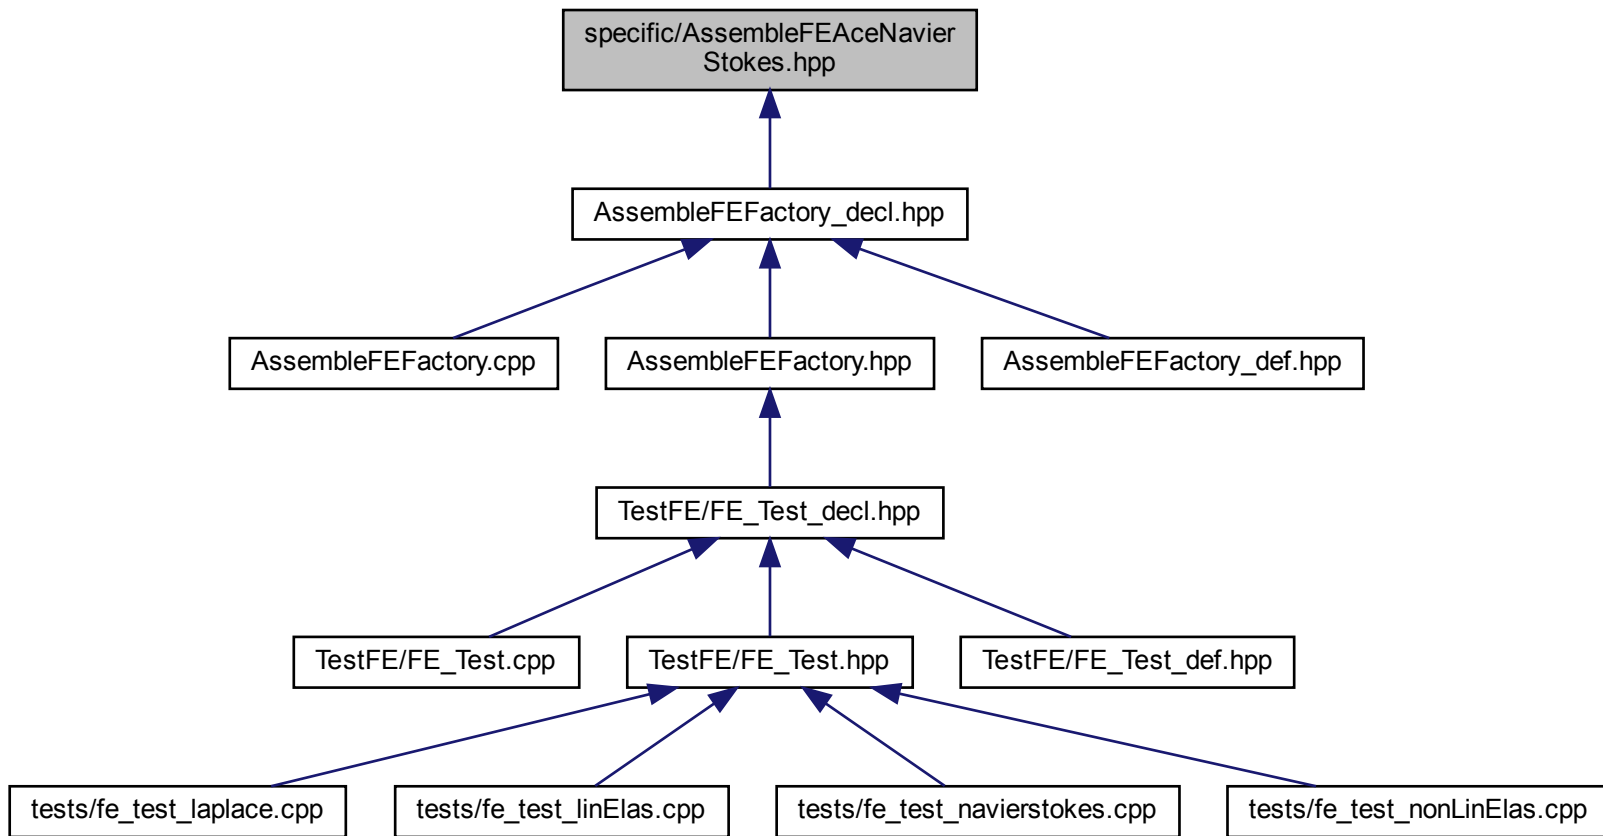 specific/AssembleFEAceNavier
Stokes.hpp
AssembleFEFactory_decl.hpp
AssembleFEFactory.cpp
AssembleFEFactory.hpp
AssembleFEFactory_def.hpp
TestFE/FE_Test_decl.hpp
TestFE/FE_Test.cpp
TestFE/FE_Test.hpp
TestFE/FE_Test_def.hpp
tests/fe_test_laplace.cpp
tests/fe_test_linElas.cpp
tests/fe_test_navierstokes.cpp
tests/fe_test_nonLinElas.cpp